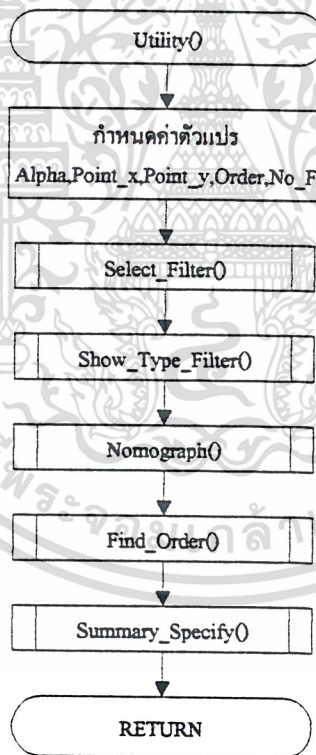 Utility()
กำหนดค่าตัวแปร
Alpha,Point_x,Point_y,Order,No_F
Select_Filter()
Show_Type_Filter()
Nomograph()
Find_Order()
Summary_Specify()
RETURN